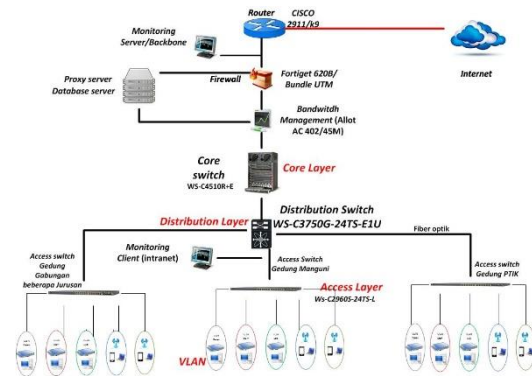 Router
CISCO
2911/k9
Monitoring
Server/Backbone
Internet
Proxy server
Database server
Firewall
Fortiget 620B/
Bundle UTM
Bandwitdh
Management (Allot
AC 402/45M)
Core
switch
WS-C4510R+E
Core Layer
Distribution Layer
Distribution Switch
WS-C3750G-24TS-E1U
Fiber optik
Access switch
Gedung
Gabungan
beberapa Jurusan
Monitoring
Client (intranet)
Access Switch
Gedung Manguni
Access switch
Gedung PTIK
Access Layer
Ws-C2960S-24TS-L
VLAN